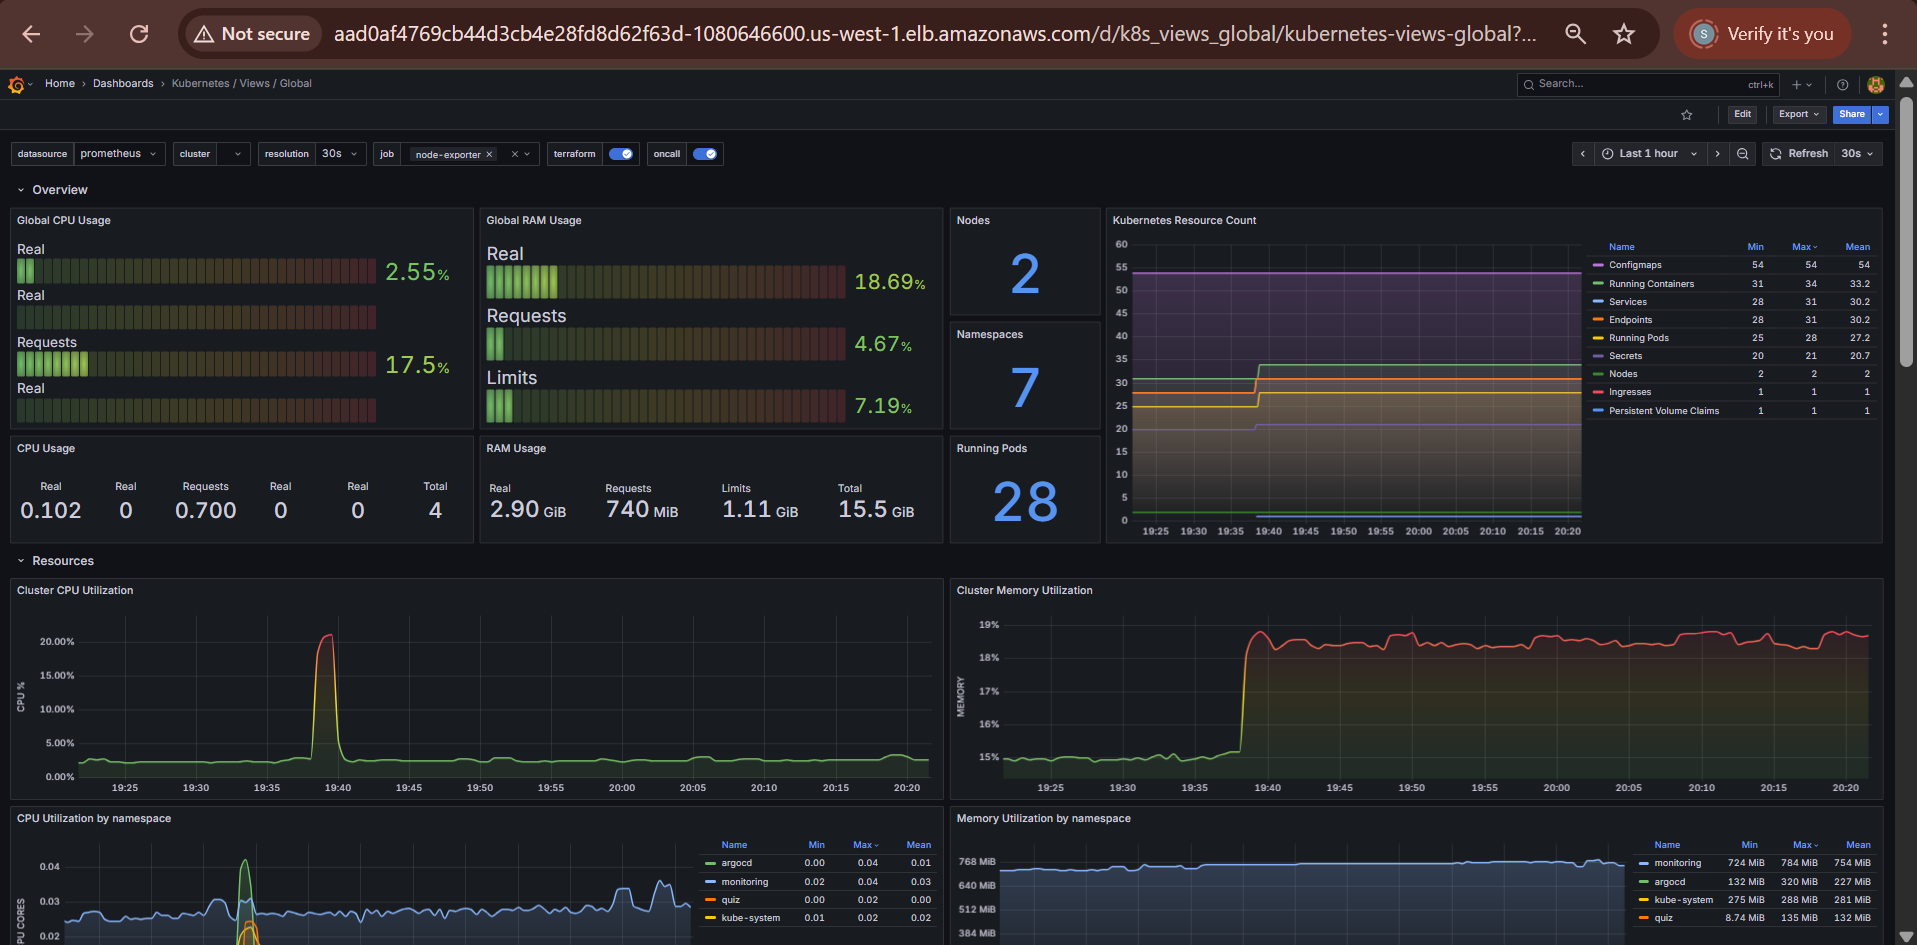 Not secure aad0af4769cb44d3cb4e28fd8d62f63d-1080646600.us-west-1.elb.amazonaws.com/d/k8s_views_global/kubernetes-views-global?... S Verify it's you
Home › Dashboards › Kubernetes / Views / Global Search... ctrl+k
Edit Export Share
datasource prometheus cluster resolution 30s job node-exporter × terraform oncall Last 1 hour Refresh 30s
Overview
Global CPU Usage
Real
2.55%
Real
Requests
17.5%
Real
Global RAM Usage
Real
18.69%
Requests
4.67%
Limits
7.19%
Nodes
2
Namespaces
7
Running Pods
28
CPU Usage
Real Real Requests Real Real Total
0.102 0 0.700 0 0 4
RAM Usage
Real Requests Limits Total
2.90 GiB 740 MiB 1.11 GiB 15.5 GiB
Kubernetes Resource Count
60
55
50
45
40
35
30
25
20
15
10
5
0
19:25 19:30 19:35 19:40 19:45 19:50 19:55 20:00 20:05 20:10 20:15 20:20
Name Min Max Mean
Configmaps 54 54 54
Running Containers 31 34 33.2
Services 28 31 30.2
Endpoints 28 31 30.2
Running Pods 25 28 27.2
Secrets 20 21 20.7
Nodes 2 2 2
Ingresses 1 1 1
Persistent Volume Claims 1 1 1
Resources
Cluster CPU Utilization
CPU %
20.00%
15.00%
10.00%
5.00%
0.00%
19:25 19:30 19:35 19:40 19:45 19:50 19:55 20:00 20:05 20:10 20:15 20:20
Cluster Memory Utilization
MEMORY
19%
18%
17%
16%
15%
19:25 19:30 19:35 19:40 19:45 19:50 19:55 20:00 20:05 20:10 20:15 20:20
CPU Utilization by namespace
PU CORES
0.04
0.03
0.02
Name Min Max Mean
argocd 0.00 0.04 0.01
monitoring 0.02 0.04 0.03
quiz 0.00 0.02 0.00
kube-system 0.01 0.02 0.02
Memory Utilization by namespace
768 MiB
640 MiB
512 MiB
384 MiB
Name Min Max Mean
monitoring 724 MiB 784 MiB 754 MiB
argocd 132 MiB 320 MiB 227 MiB
kube-system 275 MiB 288 MiB 281 MiB
quiz 8.74 MiB 135 MiB 132 MiB